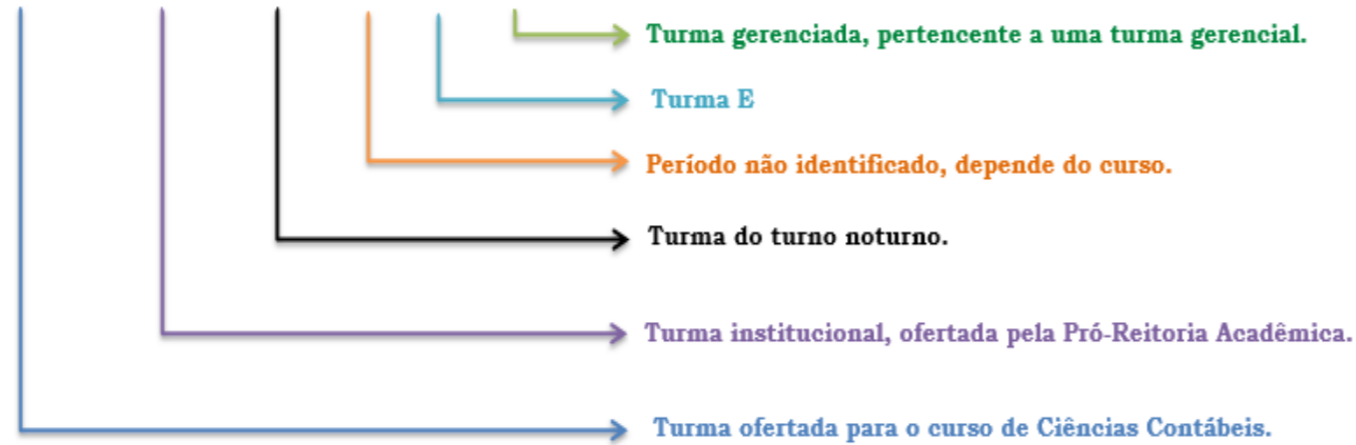 Turma gerenciada, pertencente a uma turma gerencial.
Turma E
Período não identificado, depende do curso.
Turma do turno noturno.
Turma institucional, ofertada pela Pró-Reitoria Acadêmica.
Turma ofertada para o curso de Ciências Contábeis.